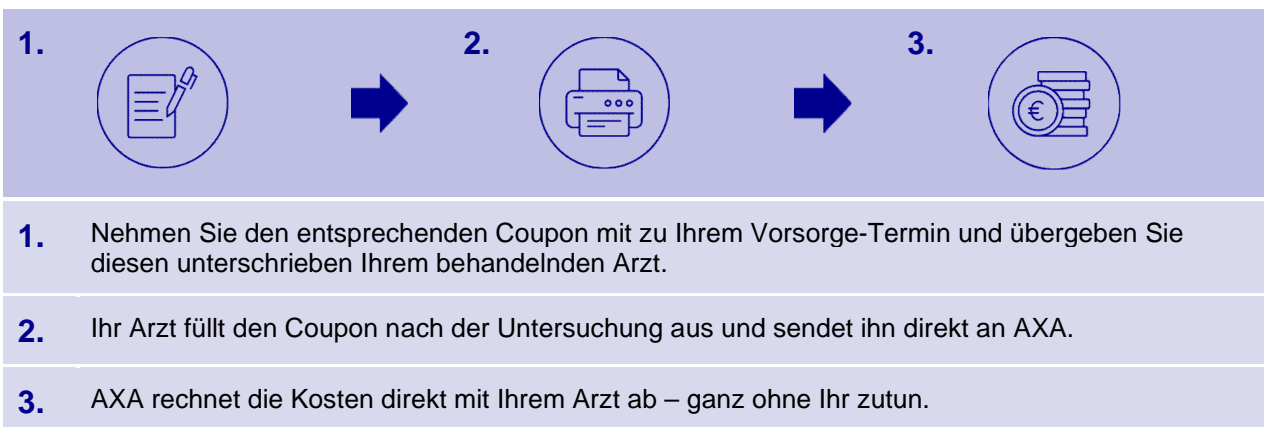 1.
2.
3.
€
1. Nehmen Sie den entsprechenden Coupon mit zu Ihrem Vorsorge-Termin und übergeben Sie
diesen unterschrieben Ihrem behandelnden Arzt.
2. Ihr Arzt füllt den Coupon nach der Untersuchung aus und sendet ihn direkt an AXA.
3. AXA rechnet die Kosten direkt mit Ihrem Arzt ab – ganz ohne Ihr zutun.